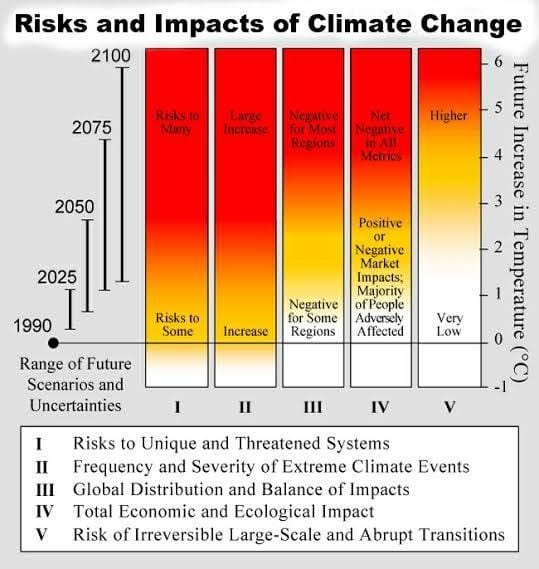 Risks and Impacts of Climate Change
2100
2075
2050
2025
1990
Range of Future
Scenarios and
Uncertainties
Risks to
Many
Risks to
Some
I
Large
Increase
Increase
II
Negative
for Most
Regions
Negative
for Some
Regions
III
Net
Negative
in All
Metrics
Positive
or
Negative
Market
Impacts;
Majority
of People
Adversely
Affected
IV
Higher
Very
Low
V
6
5
4
3
2
1
0
-1
Future Increase in Temperature (°C)
I Risks to Unique and Threatened Systems
II Frequency and Severity of Extreme Climate Events
III Global Distribution and Balance of Impacts
IV Total Economic and Ecological Impact
V Risk of Irreversible Large-Scale and Abrupt Transitions